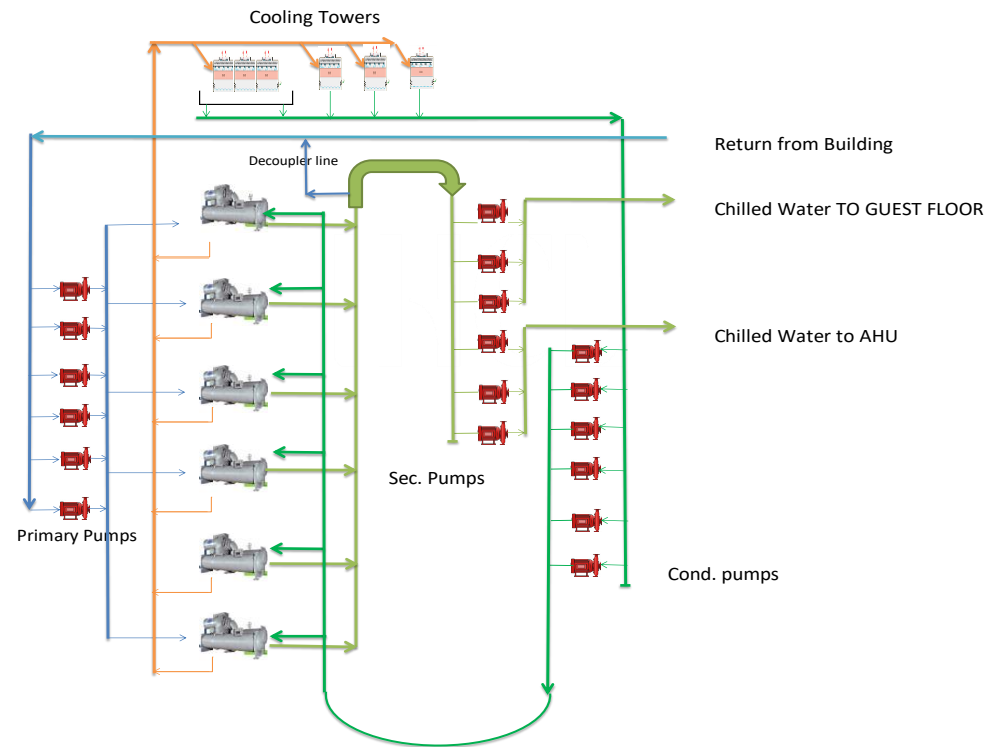 Cooling Towers
Return from Building
Decoupler line
Chilled Water TO GUEST FLOOR
Chilled Water to AHU
Sec. Pumps
Primary Pumps
Cond. pumps